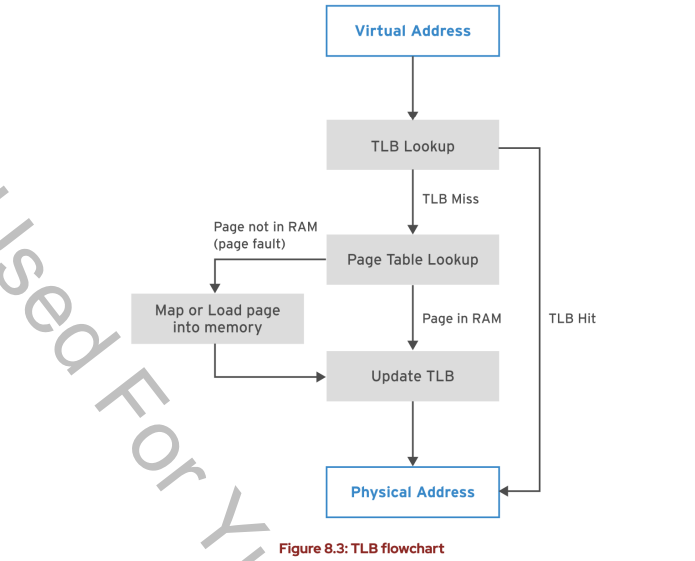 Virtual Address
TLB Lookup
TLB Miss
Page not in RAM
(page fault)
Page Table Lookup
Map or Load page
into memory
Page in RAM
TLB Hit
Update TLB
Physical Address
Used For
Figure 8.3: TLB flowchart